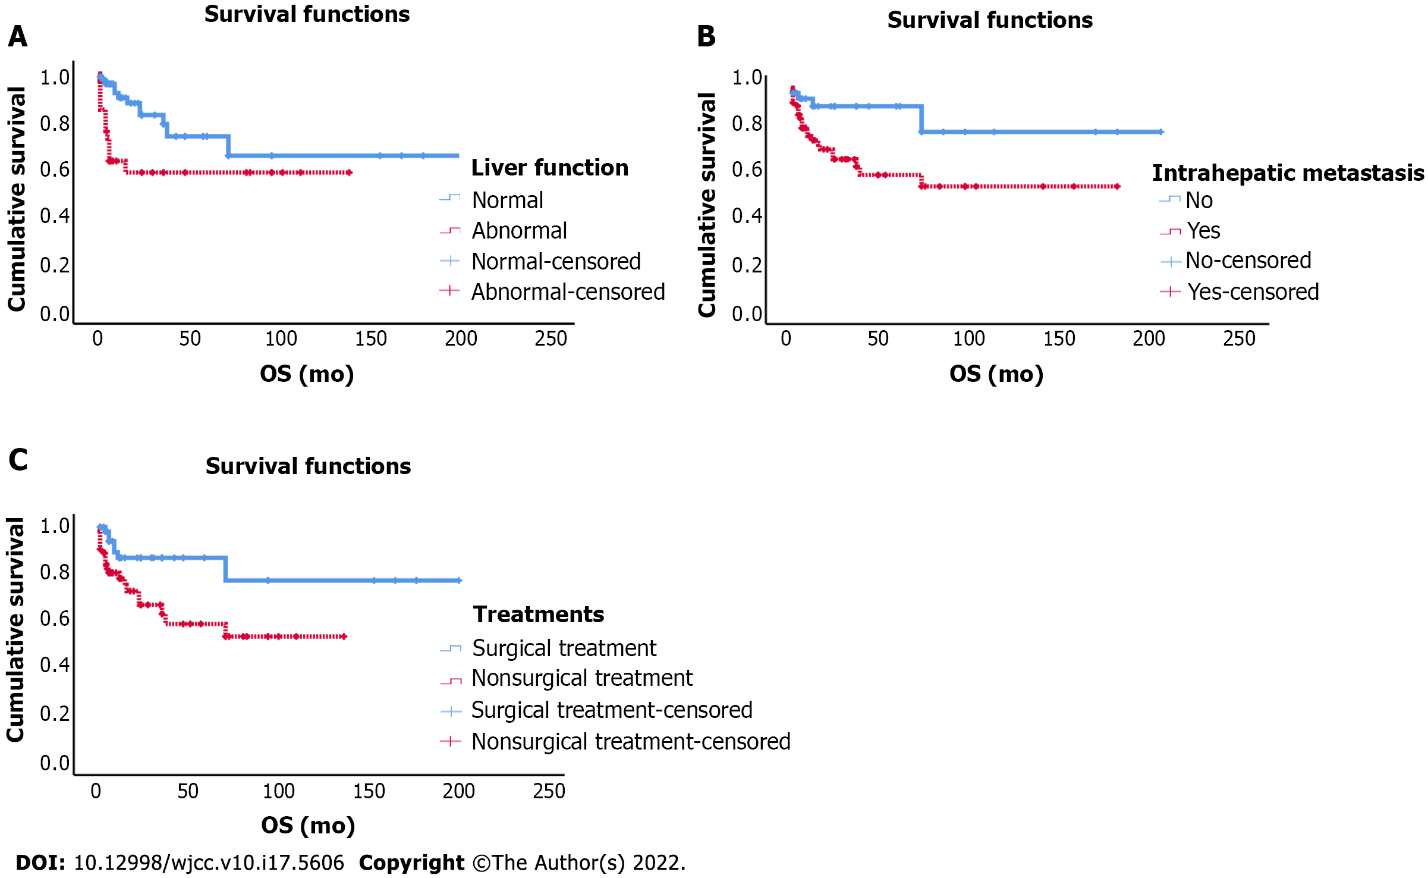 A
Survival functions
Cumulative survival
1.0
0.8
0.6
0.4
0.2
0.0
0 50 100 150 200 250
OS (mo)
Liver function
Normal
Abnormal
Normal-censored
Abnormal-censored
B
Survival functions
Cumulative survival
1.0
0.8
0.6
0.4
0.2
0.0
0 50 100 150 200 250
OS (mo)
Intrahepatic metastasis
No
Yes
No-censored
Yes-censored
C
Survival functions
Cumulative survival
1.0
0.8
0.6
0.4
0.2
0.0
0 50 100 150 200 250
OS (mo)
Treatments
Surgical treatment
Nonsurgical treatment
Surgical treatment-censored
Nonsurgical treatment-censored
DOI: 10.12998/wjcc.v10.i17.5606 Copyright ©The Author(s) 2022.